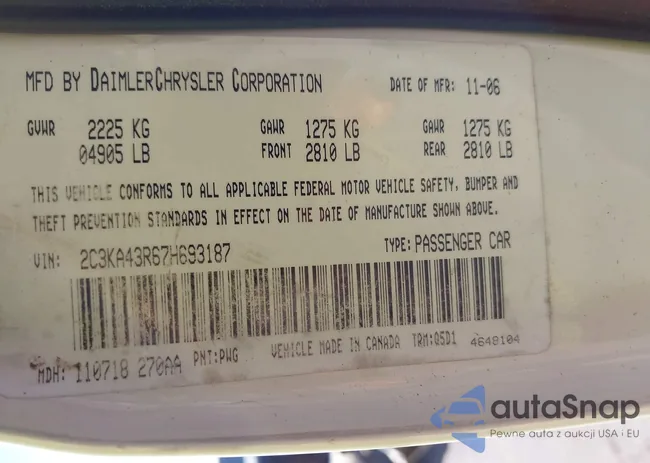 MFD BY DAIMLERCHRYSLER CORPORATION DATE OF MFR: 11-06
GVWR 2225 KG GAWR 1275 KG GAWR 1275 KG
04905 LB FRONT 2810 LB REAR 2810 LB
THIS VEHICLE CONFORMS TO ALL APPLICABLE FEDERAL MOTOR VEHICLE SAFETY, BUMPER AND
THEFT PREVENTION STANDARDS IN EFFECT ON THE DATE OF MANUFACTURE SHOWN ABOVE.
VIN: 2C3KA43R67H693187 TYPE: PASSENGER CAR
MDH: 110718 270AA PNT:PWG VEHICLE MADE IN CANADA TRM:Q5D1 4648104
autaSnap
Pewne auta z aukcji USA i EU